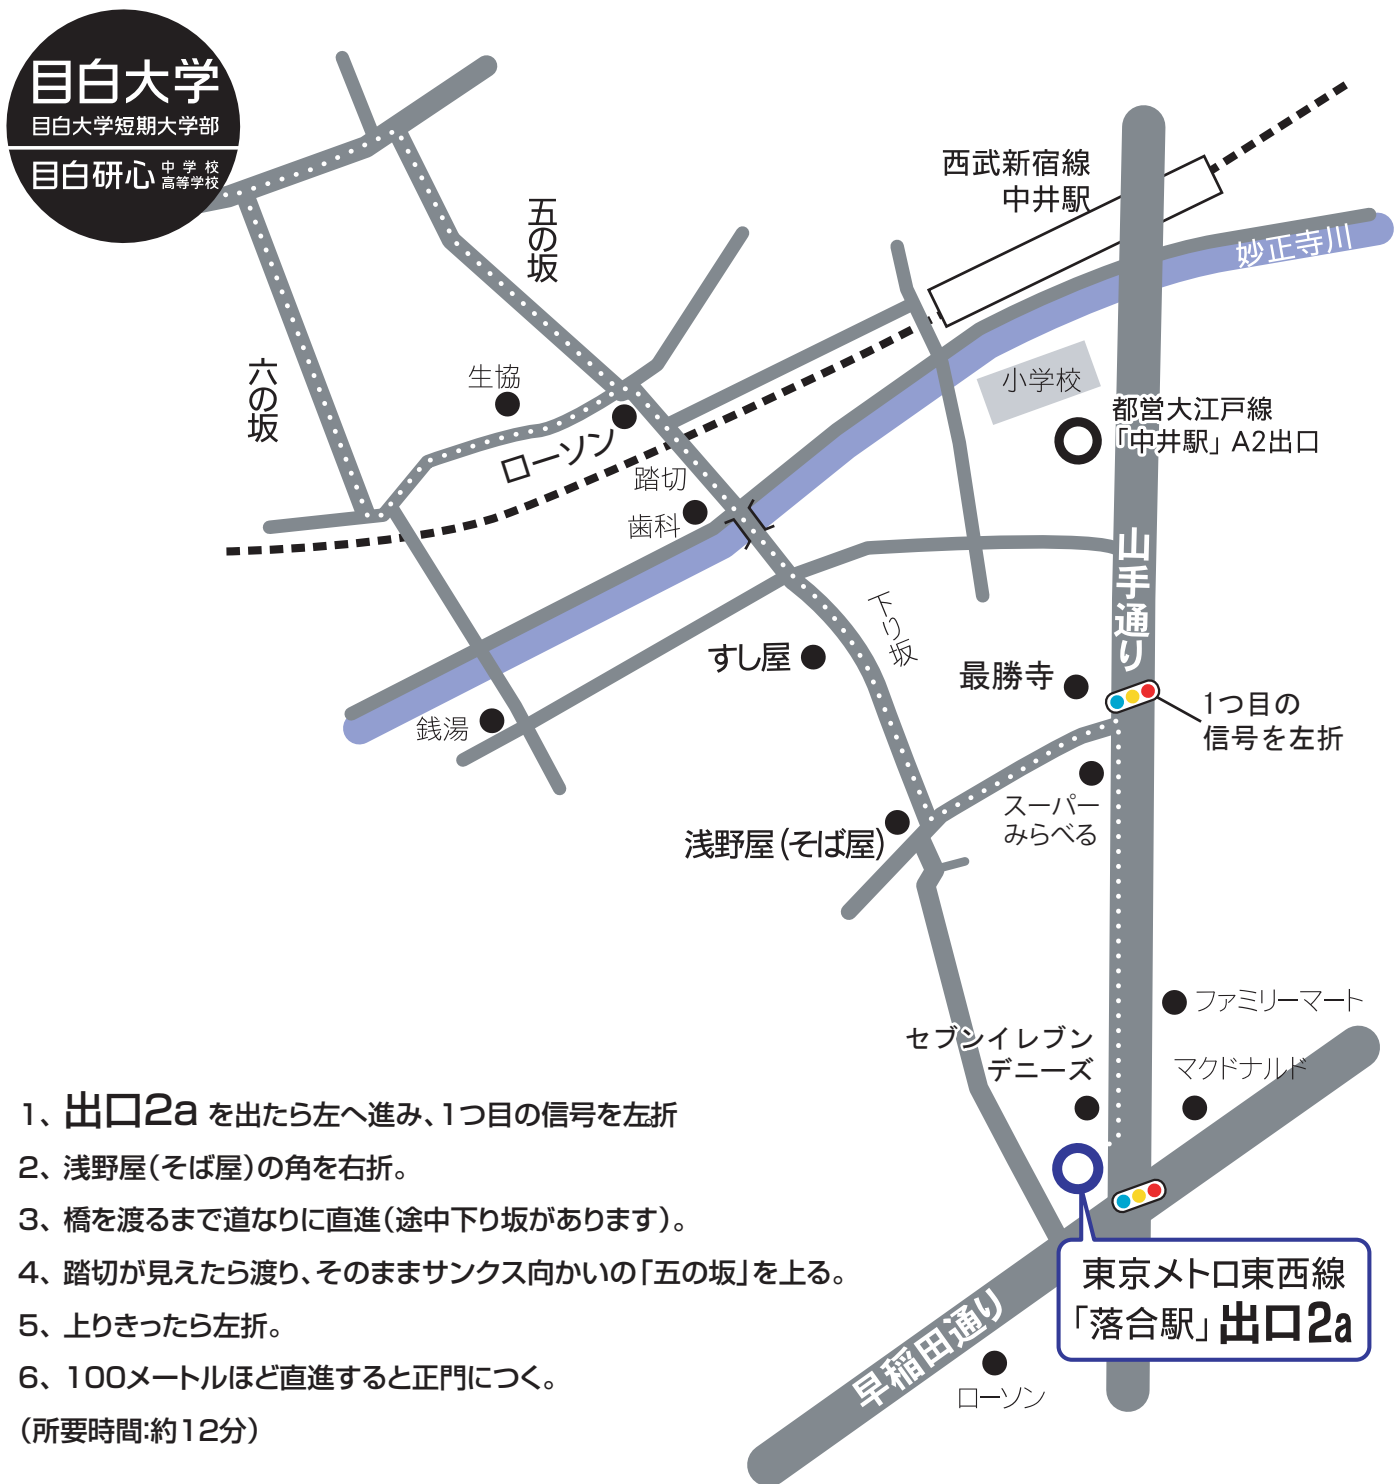 目白大学
目白大学短期大学部
目白研心 中学校
高等学校
五の坂
六の坂
西武新宿線
中井駅
妙正寺川
生協
ローソン
小学校
都営大江戸線
「中井駅」A2出口
踏切
歯科
山手通り
下り坂
すし屋
最勝寺
1つ目の
信号を左折
銭湯
スーパー
みらべる
浅野屋(そば屋)
ファミリーマート
セブンイレブン
デニーズ
マクドナルド
東京メトロ東西線
「落合駅」出口2a
早稲田通り
ローソン
1、出口2a を出たら左へ進み、1つ目の信号を左折。
2、浅野屋(そば屋)の角を右折。
3、橋を渡るまで道なりに直進(途中下り坂があります)。
4、踏切が見えたら渡り、そのままサンクス向かいの「五の坂」を上る。
5、上りきったら左折。
6、100メートルほど直進すると正門につく。
(所要時間:約12分)